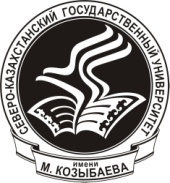 СЕВЕРО-КАЗАХСТАНСКИЙ ГОСУДАРСТВЕННЫЙ УНИВЕРСИТЕТ
имени
М. КОЗЫБАЕВА